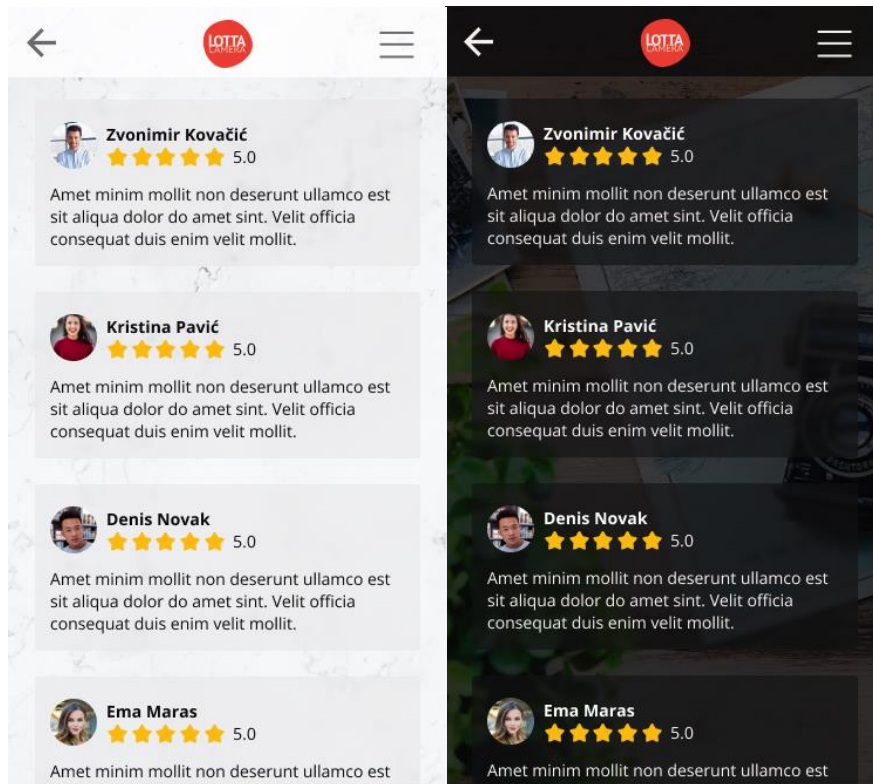 LOTTA
CAMERA
Zvonimir Kovačić
5.0
Amet minim mollit non deserunt ullamco est
sit aliqua dolor do amet sint. Velit officia
consequat duis enim velit mollit.
Kristina Pavić
5.0
Amet minim mollit non deserunt ullamco est
sit aliqua dolor do amet sint. Velit officia
consequat duis enim velit mollit.
Denis Novak
5.0
Amet minim mollit non deserunt ullamco est
sit aliqua dolor do amet sint. Velit officia
consequat duis enim velit mollit.
Ema Maras
5.0
Amet minim mollit non deserunt ullamco est
LOTTA
CAMERA
Zvonimir Kovačić
5.0
Amet minim mollit non deserunt ullamco est
sit aliqua dolor do amet sint. Velit officia
consequat duis enim velit mollit.
Kristina Pavić
5.0
Amet minim mollit non deserunt ullamco est
sit aliqua dolor do amet sint. Velit officia
consequat duis enim velit mollit.
Denis Novak
5.0
Amet minim mollit non deserunt ullamco est
sit aliqua dolor do amet sint. Velit officia
consequat duis enim velit mollit.
Ema Maras
5.0
Amet minim mollit non deserunt ullamco est